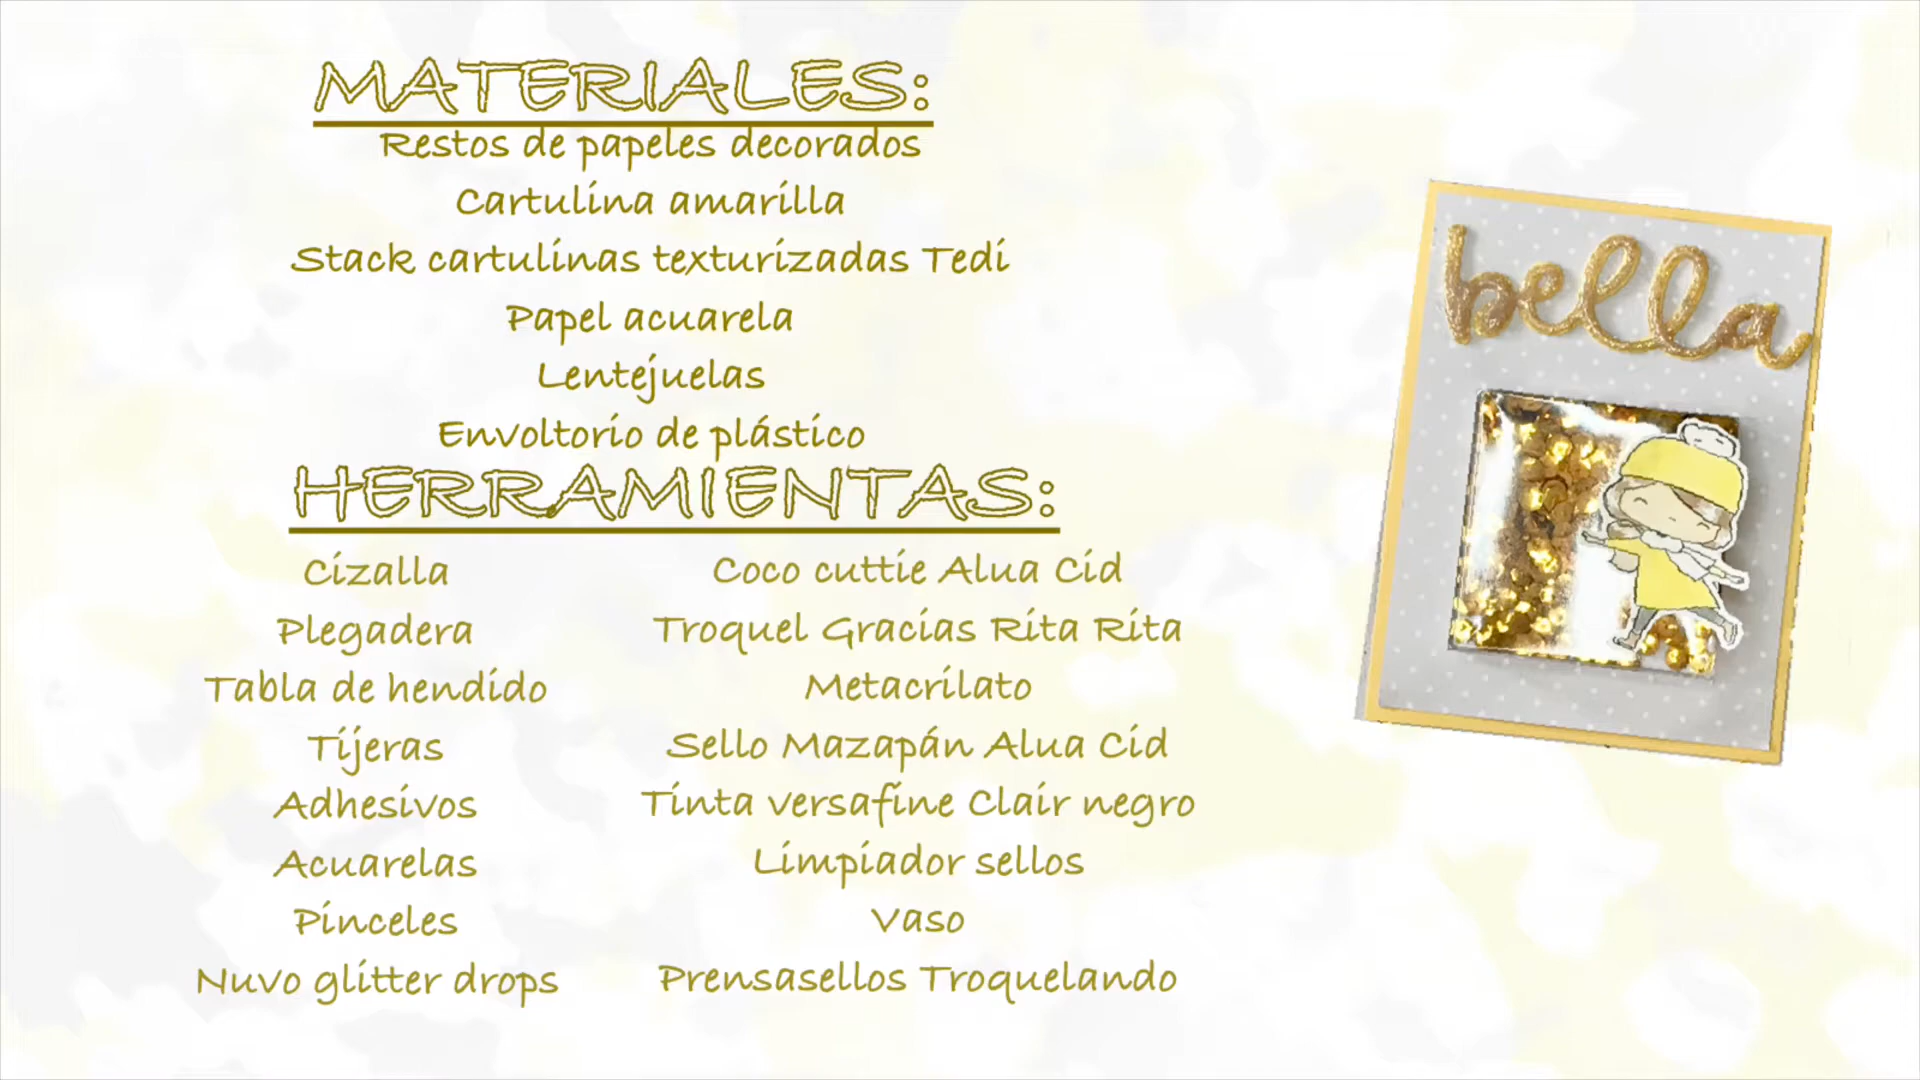 MATERIALES:
Restos de papeles decorados
Cartulina amarilla
Stack cartulinas texturizadas Tedi
Papel acuarela
Lentejuelas
Envoltorio de plástico
HERRAMIENTAS:
Cizalla
Plegadera
Tabla de hendido
Tijeras
Adhesivos
Acuarelas
Pinceles
Nuvo glitter drops
Coco cuttie Alua Cid
Troquel Gracias Rita Rita
Metacrilato
Sello Mazapán Alua Cid
Tinta versafine Clair negro
Limpiador sellos
Vaso
Prensasellos Troquelando
bella